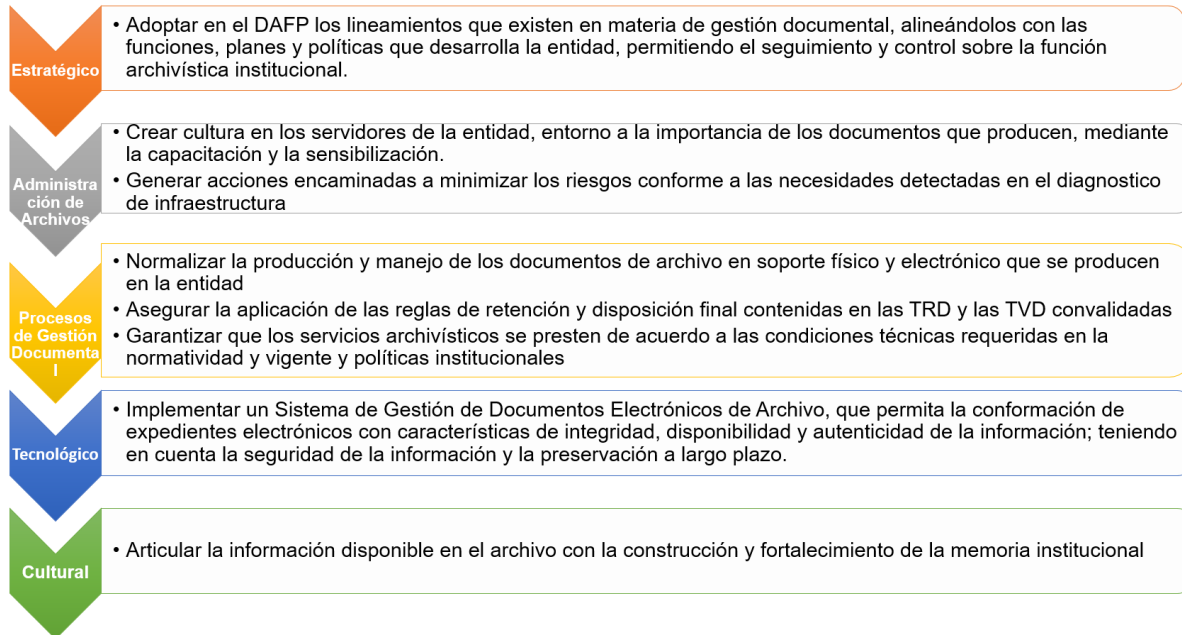 Estratégico
• Adoptar en el DAFP los lineamientos que existen en materia de gestión documental, alineándolos con las
funciones, planes y políticas que desarrolla la entidad, permitiendo el seguimiento y control sobre la función
archivística institucional.
Administra
ción de
Archivos
• Crear cultura en los servidores de la entidad, entorno a la importancia de los documentos que producen, mediante
la capacitación y la sensibilización.
• Generar acciones encaminadas a minimizar los riesgos conforme a las necesidades detectadas en el diagnostico
de infraestructura
Procesos
de Gestión
Documenta
l
• Normalizar la producción y manejo de los documentos de archivo en soporte físico y electrónico que se producen
en la entidad
• Asegurar la aplicación de las reglas de retención y disposición final contenidas en las TRD y las TVD convalidadas
• Garantizar que los servicios archivísticos se presten de acuerdo a las condiciones técnicas requeridas en la
normatividad y vigente y políticas institucionales
Tecnológico
• Implementar un Sistema de Gestión de Documentos Electrónicos de Archivo, que permita la conformación de
expedientes electrónicos con características de integridad, disponibilidad y autenticidad de la información; teniendo
en cuenta la seguridad de la información y la preservación a largo plazo.
Cultural
• Articular la información disponible en el archivo con la construcción y fortalecimiento de la memoria institucional